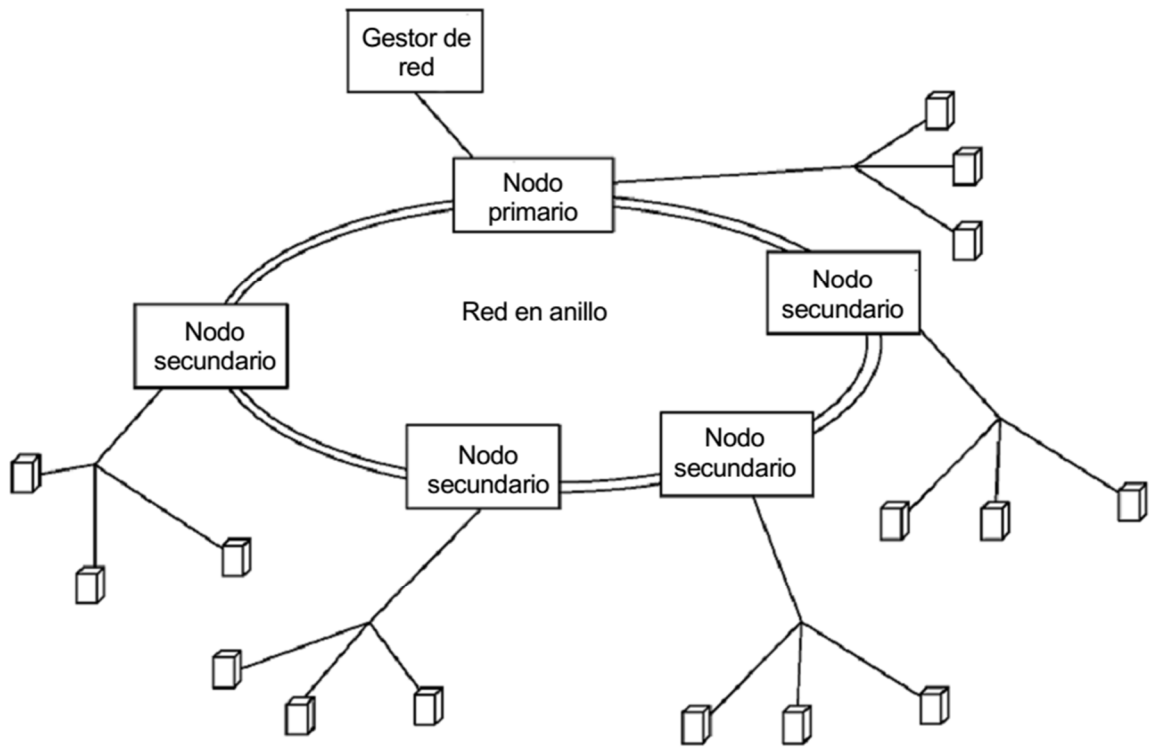 Gestor de
red
Nodo
primario
Nodo
secundario
Red en anillo
Nodo
secundario
Nodo
secundario
Nodo
secundario